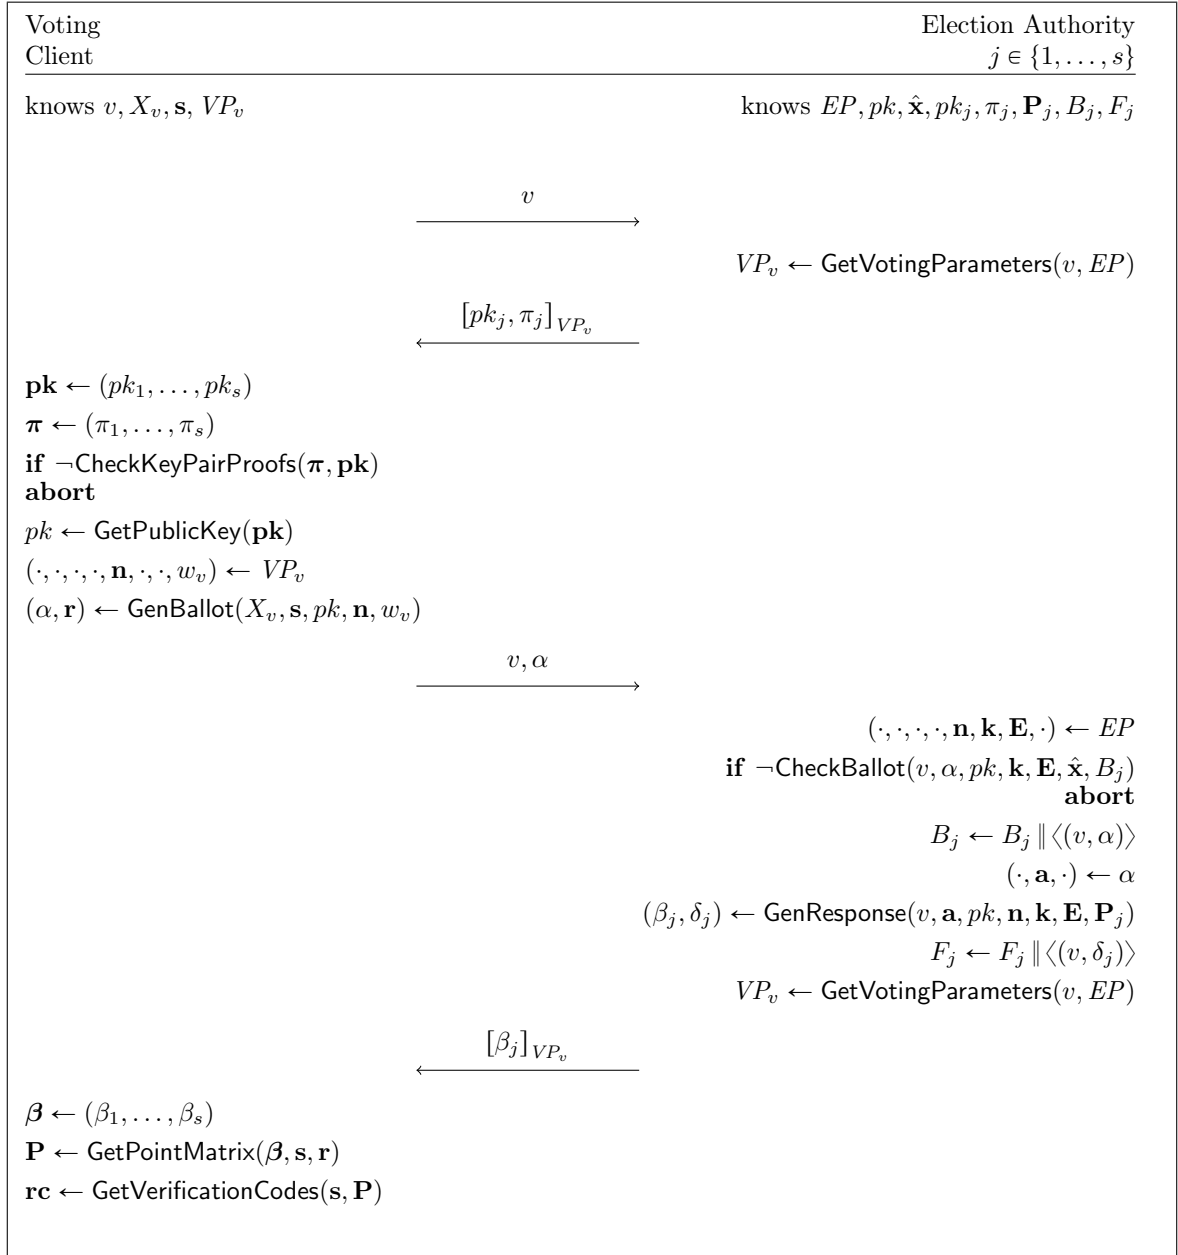 Voting Election Authority
Client j ∈ {1, . . . , s}
knows v, X_v, **s**, VP_v knows EP, pk, **x̂**, pk_j, π_j, **P**_j, B_j, F_j
v
VP_v ← GetVotingParameters(v, EP)
[pk_j, π_j]_{VP_v}
**pk** ← (pk_1, . . . , pk_s)
**π** ← (π_1, . . . , π_s)
**if** ¬CheckKeyPairProofs(**π**, **pk**)
**abort**
pk ← GetPublicKey(**pk**)
(·, ·, ·, ·, **n**, ·, ·, w_v) ← VP_v
(α, **r**) ← GenBallot(X_v, **s**, pk, **n**, w_v)
v, α
(·, ·, ·, ·, **n**, **k**, **E**, ·) ← EP
**if** ¬CheckBallot(v, α, pk, **k**, **E**, **x̂**, B_j)
**abort**
B_j ← B_j ∥ ⟨(v, α)⟩
(·, **a**, ·) ← α
(β_j, δ_j) ← GenResponse(v, **a**, pk, **n**, **k**, **E**, **P**_j)
F_j ← F_j ∥ ⟨(v, δ_j)⟩
VP_v ← GetVotingParameters(v, EP)
[β_j]_{VP_v}
**β** ← (β_1, . . . , β_s)
**P** ← GetPointMatrix(**β**, **s**, **r**)
**rc** ← GetVerificationCodes(**s**, **P**)